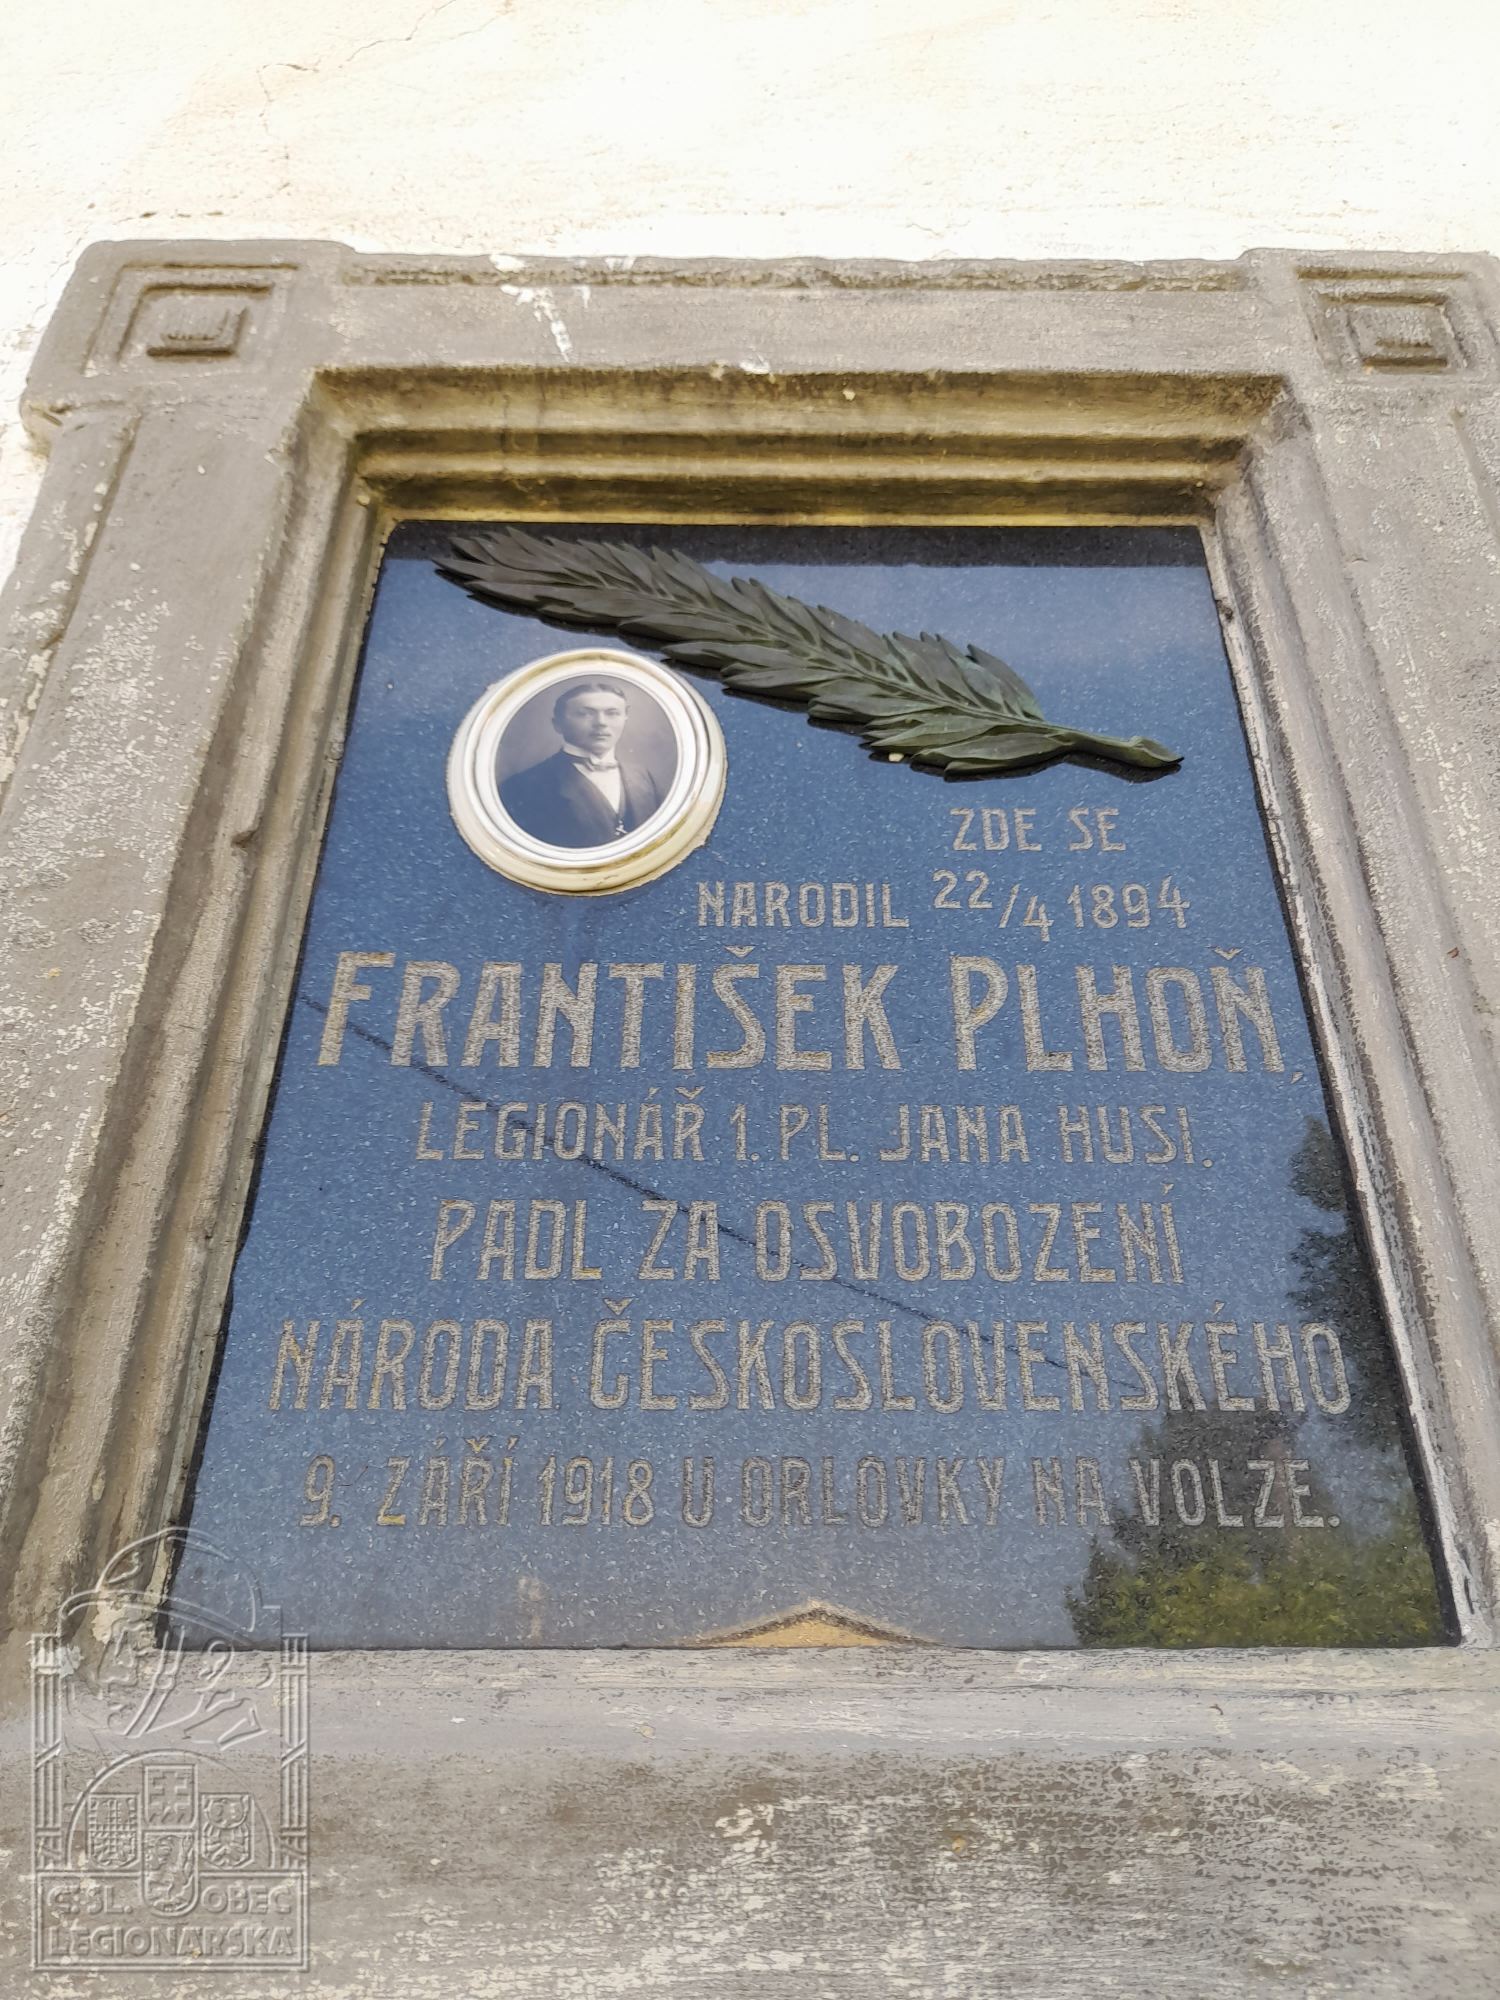 ZDE SE
NARODIL 22/4 1894
FRANTIŠEK PLHOŇ,
LEGIONÁŘ 1. PL. JANA HUSI.
PADL ZA OSVOBOZENÍ
NÁRODA ČESKOSLOVENSKÉHO
9. ZÁŘÍ 1918 U ORLOVKY NA VOLZE.
ČSL. OBEC
LEGIONÁŘSKÁ